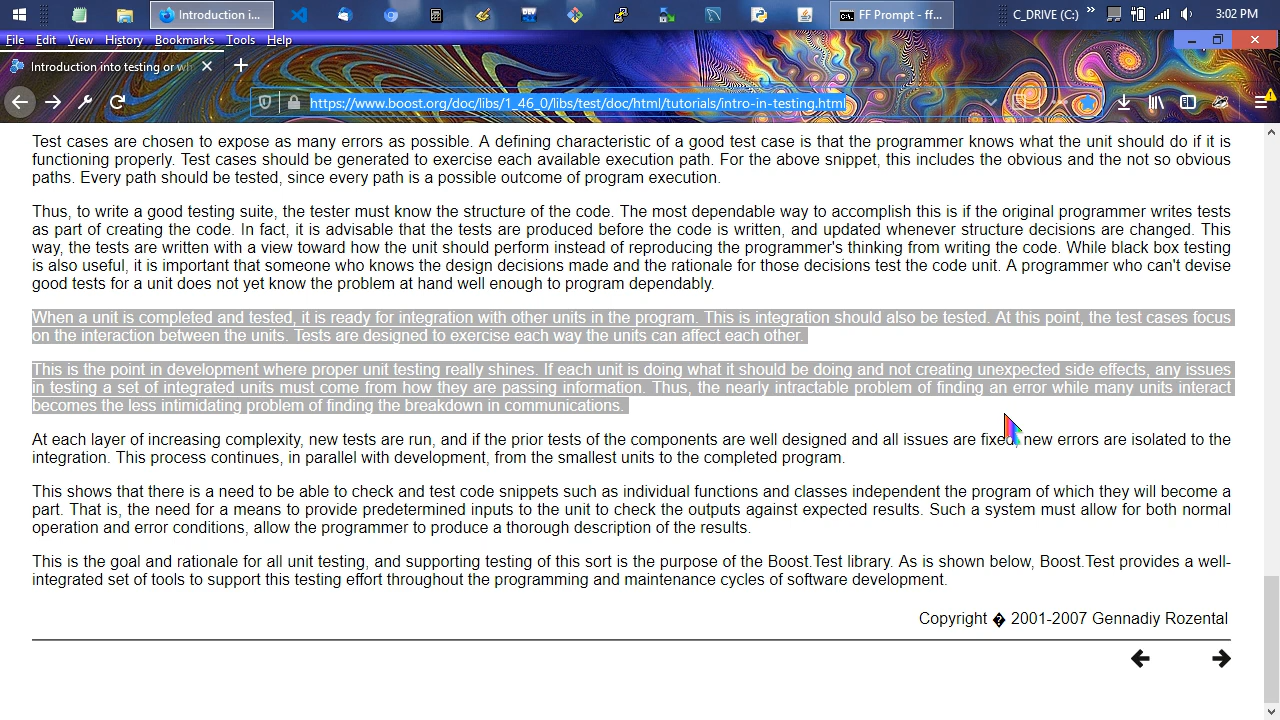 Introduction i...
FF Prompt - ff...
C_DRIVE (C:)
3:02 PM
File Edit View History Bookmarks Tools Help
Introduction into testing or wh
https://www.boost.org/doc/libs/1_46_0/libs/test/doc/html/tutorials/intro-in-testing.html
Test cases are chosen to expose as many errors as possible. A defining characteristic of a good test case is that the programmer knows what the unit should do if it is
functioning properly. Test cases should be generated to exercise each available execution path. For the above snippet, this includes the obvious and the not so obvious
paths. Every path should be tested, since every path is a possible outcome of program execution.
Thus, to write a good testing suite, the tester must know the structure of the code. The most dependable way to accomplish this is if the original programmer writes tests
as part of creating the code. In fact, it is advisable that the tests are produced before the code is written, and updated whenever structure decisions are changed. This
way, the tests are written with a view toward how the unit should perform instead of reproducing the programmer's thinking from writing the code. While black box testing
is also useful, it is important that someone who knows the design decisions made and the rationale for those decisions test the code unit. A programmer who can't devise
good tests for a unit does not yet know the problem at hand well enough to program dependably.
When a unit is completed and tested, it is ready for integration with other units in the program. This is integration should also be tested. At this point, the test cases focus
on the interaction between the units. Tests are designed to exercise each way the units can affect each other.
This is the point in development where proper unit testing really shines. If each unit is doing what it should be doing and not creating unexpected side effects, any issues
in testing a set of integrated units must come from how they are passing information. Thus, the nearly intractable problem of finding an error while many units interact
becomes the less intimidating problem of finding the breakdown in communications.
At each layer of increasing complexity, new tests are run, and if the prior tests of the components are well designed and all issues are fixed, new errors are isolated to the
integration. This process continues, in parallel with development, from the smallest units to the completed program.
This shows that there is a need to be able to check and test code snippets such as individual functions and classes independent the program of which they will become a
part. That is, the need for a means to provide predetermined inputs to the unit to check the outputs against expected results. Such a system must allow for both normal
operation and error conditions, allow the programmer to produce a thorough description of the results.
This is the goal and rationale for all unit testing, and supporting testing of this sort is the purpose of the Boost.Test library. As is shown below, Boost.Test provides a well-
integrated set of tools to support this testing effort throughout the programming and maintenance cycles of software development.
Copyright � 2001-2007 Gennadiy Rozental